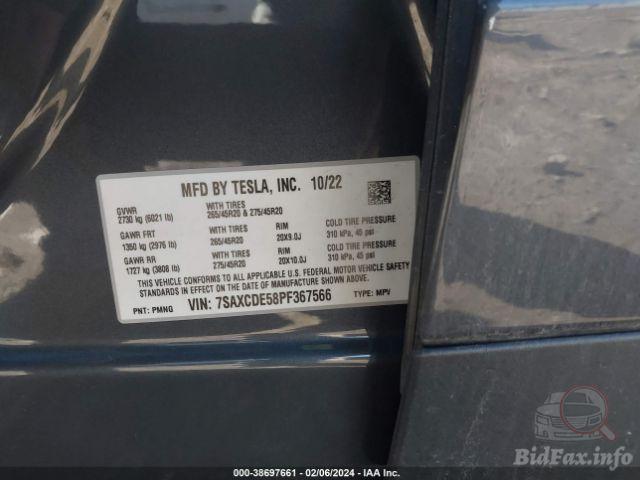 MFD BY TESLA, INC. 10/22
GVWR
2730 kg (6021 lb)
WITH TIRES
265/45R20 & 275/45R20
GAWR FRT
1350 kg (2976 lb)
WITH TIRES
265/45R20
RIM
20X9.0J
COLD TIRE PRESSURE
310 kPa, 45 psi
GAWR RR
1727 kg (3808 lb)
WITH TIRES
275/45R20
RIM
20X10.0J
COLD TIRE PRESSURE
310 kPa, 45 psi
THIS VEHICLE CONFORMS TO ALL APPLICABLE U.S. FEDERAL MOTOR VEHICLE SAFETY
STANDARDS IN EFFECT ON THE DATE OF MANUFACTURE SHOWN ABOVE.
PNT: PMNG VIN: 7SAXCDE58PF367566 TYPE: MPV
BidFax.info
000-38697661 - 02/06/2024 - IAA Inc.